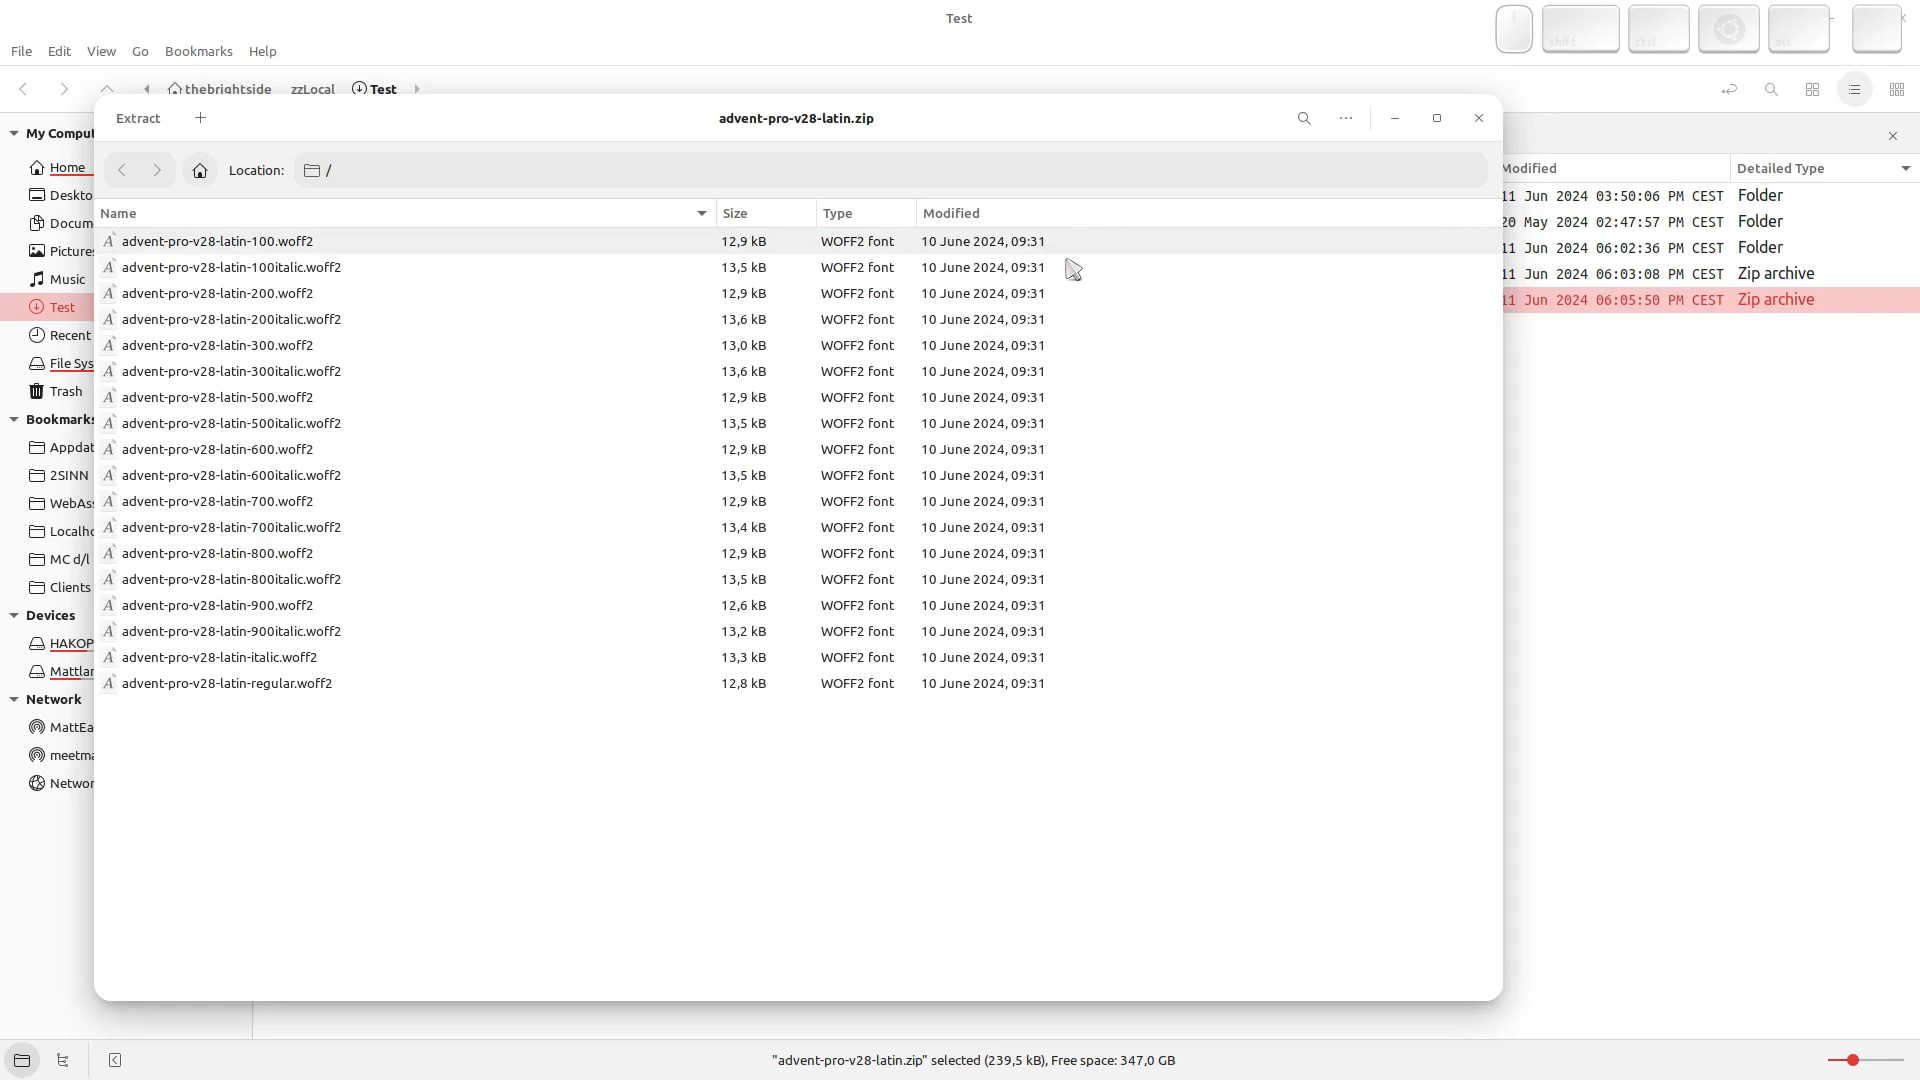 Test
File Edit View Go Bookmarks Help
shift ctrl alt
thebrightside zzLocal Test
Extract + advent-pro-v28-latin.zip
Location: /
Name Size Type Modified
advent-pro-v28-latin-100.woff2 12,9 kB WOFF2 font 10 June 2024, 09:31
advent-pro-v28-latin-100italic.woff2 13,5 kB WOFF2 font 10 June 2024, 09:31
advent-pro-v28-latin-200.woff2 12,9 kB WOFF2 font 10 June 2024, 09:31
advent-pro-v28-latin-200italic.woff2 13,6 kB WOFF2 font 10 June 2024, 09:31
advent-pro-v28-latin-300.woff2 13,0 kB WOFF2 font 10 June 2024, 09:31
advent-pro-v28-latin-300italic.woff2 13,6 kB WOFF2 font 10 June 2024, 09:31
advent-pro-v28-latin-500.woff2 12,9 kB WOFF2 font 10 June 2024, 09:31
advent-pro-v28-latin-500italic.woff2 13,5 kB WOFF2 font 10 June 2024, 09:31
advent-pro-v28-latin-600.woff2 12,9 kB WOFF2 font 10 June 2024, 09:31
advent-pro-v28-latin-600italic.woff2 13,5 kB WOFF2 font 10 June 2024, 09:31
advent-pro-v28-latin-700.woff2 12,9 kB WOFF2 font 10 June 2024, 09:31
advent-pro-v28-latin-700italic.woff2 13,4 kB WOFF2 font 10 June 2024, 09:31
advent-pro-v28-latin-800.woff2 12,9 kB WOFF2 font 10 June 2024, 09:31
advent-pro-v28-latin-800italic.woff2 13,5 kB WOFF2 font 10 June 2024, 09:31
advent-pro-v28-latin-900.woff2 12,6 kB WOFF2 font 10 June 2024, 09:31
advent-pro-v28-latin-900italic.woff2 13,2 kB WOFF2 font 10 June 2024, 09:31
advent-pro-v28-latin-italic.woff2 13,3 kB WOFF2 font 10 June 2024, 09:31
advent-pro-v28-latin-regular.woff2 12,8 kB WOFF2 font 10 June 2024, 09:31
My Comput
Home
Deskto
Docum
Pictures
Music
Test
Recent
File Sys
Trash
Bookmarks
Appdat
2SINN
WebAss
Localho
MC d/l
Clients
Devices
HAKOP
Mattlar
Network
MattEa
meetma
Networ
Modified Detailed Type
11 Jun 2024 03:50:06 PM CEST Folder
20 May 2024 02:47:57 PM CEST Folder
11 Jun 2024 06:02:36 PM CEST Folder
11 Jun 2024 06:03:08 PM CEST Zip archive
11 Jun 2024 06:05:50 PM CEST Zip archive
"advent-pro-v28-latin.zip" selected (239,5 kB), Free space: 347,0 GB